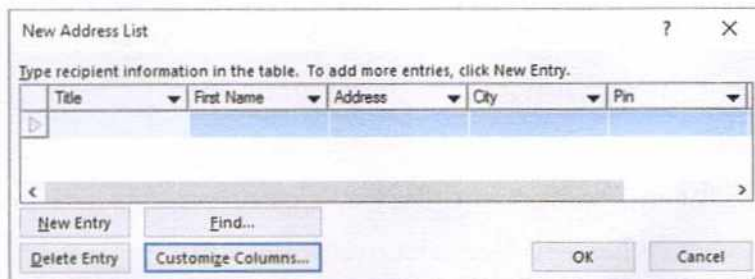 New Address List ? ×
Type recipient information in the table. To add more entries, click New Entry.
Title First Name Address City Pin
New Entry Find...
Delete Entry Customize Columns... OK Cancel